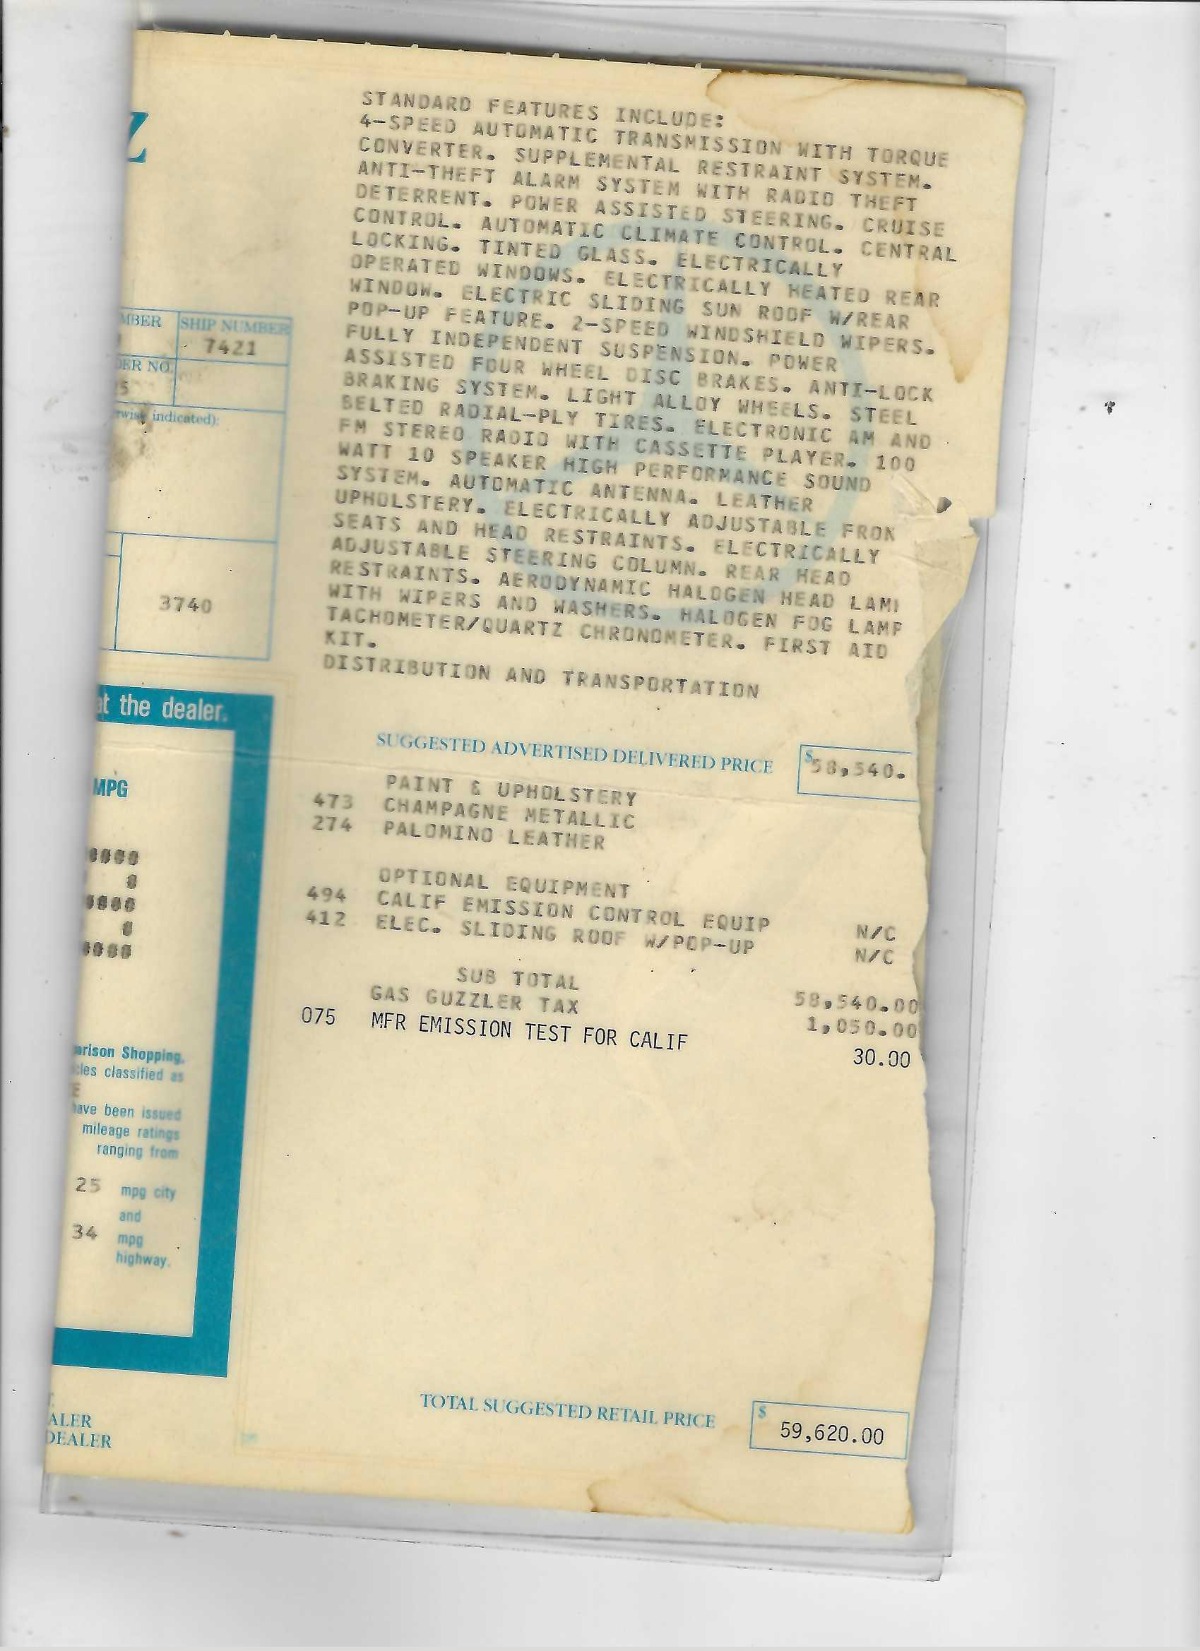 Z
STANDARD FEATURES INCLUDE:
4-SPEED AUTOMATIC TRANSMISSION WITH TORQUE
CONVERTER. SUPPLEMENTAL RESTRAINT SYSTEM.
ANTI-THEFT ALARM SYSTEM WITH RADIO THEFT
DETERRENT. POWER ASSISTED STEERING. CRUISE
CONTROL. AUTOMATIC CLIMATE CONTROL. CENTRAL
LOCKING. TINTED GLASS. ELECTRICALLY
OPERATED WINDOWS. ELECTRICALLY HEATED REAR
WINDOW. ELECTRIC SLIDING SUN ROOF W/REAR
POP-UP FEATURE. 2-SPEED WINDSHIELD WIPERS.
FULLY INDEPENDENT SUSPENSION. POWER
ASSISTED FOUR WHEEL DISC BRAKES. ANTI-LOCK
BRAKING SYSTEM. LIGHT ALLOY WHEELS. STEEL
BELTED RADIAL-PLY TIRES. ELECTRONIC AM AND
FM STEREO RADIO WITH CASSETTE PLAYER. 100
WATT 10 SPEAKER HIGH PERFORMANCE SOUND
SYSTEM. AUTOMATIC ANTENNA. LEATHER
UPHOLSTERY. ELECTRICALLY ADJUSTABLE FRON
SEATS AND HEAD RESTRAINTS. ELECTRICALLY
ADJUSTABLE STEERING COLUMN. REAR HEAD
RESTRAINTS. AERODYNAMIC HALOGEN HEAD LAM
WITH WIPERS AND WASHERS. HALOGEN FOG LAMP
TACHOMETER/QUARTZ CHRONOMETER. FIRST AID
KIT.
DISTRIBUTION AND TRANSPORTATION
MBER SHIP NUMBER
7421
DER NO.
5
rwise indicated):
3740
SUGGESTED ADVERTISED DELIVERED PRICE $58,540.
PAINT & UPHOLSTERY
473 CHAMPAGNE METALLIC
274 PALOMINO LEATHER
OPTIONAL EQUIPMENT
494 CALIF EMISSION CONTROL EQUIP N/C
412 ELEC. SLIDING ROOF W/POP-UP N/C
SUB TOTAL 58,540.00
GAS GUZZLER TAX 1,050.00
075 MFR EMISSION TEST FOR CALIF 30.00
TOTAL SUGGESTED RETAIL PRICE $ 59,620.00
at the dealer.
MPG
arison Shopping,
cles classified as
E
have been issued
mileage ratings
ranging from
25 mpg city
and
34 mpg
highway.
ALER
DEALER